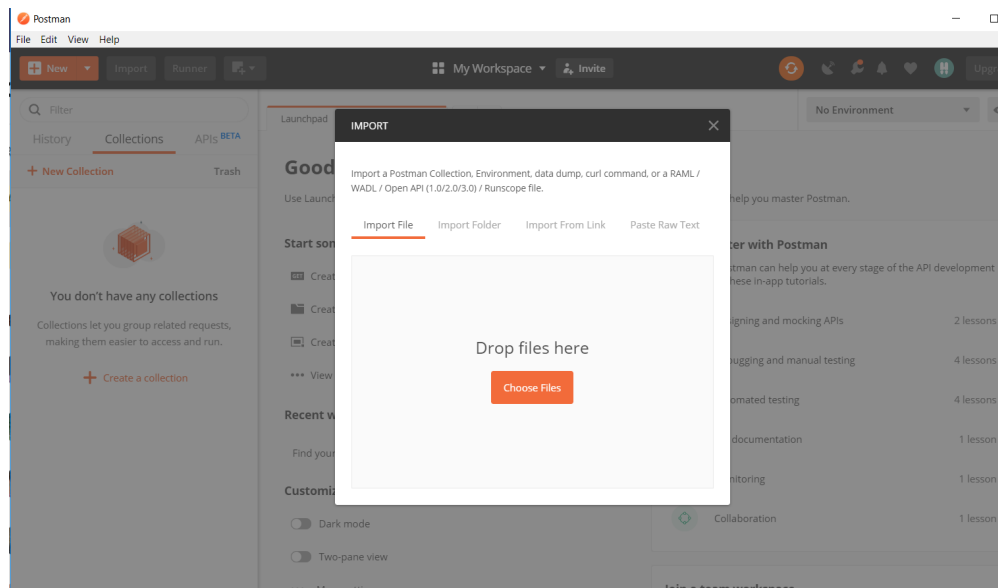 Postman
File Edit View Help
New Import Runner My Workspace Invite
Filter
History Collections APIs BETA
+ New Collection Trash
You don't have any collections
Collections let you group related requests,
making them easier to access and run.
+ Create a collection
Launchpad
No Environment
Good
Use Launch
help you master Postman.
Start son
Creat
Creat
Creat
View
Recent w
Find your
Customiz
Dark mode
Two-pane view
IMPORT
Import a Postman Collection, Environment, data dump, curl command, or a RAML /
WADL / Open API (1.0/2.0/3.0) / Runscope file.
Import File Import Folder Import From Link Paste Raw Text
Drop files here
Choose Files
ter with Postman
stman can help you at every stage of the API development
hese in-app tutorials.
igning and mocking APIs 2 lessons
ugging and manual testing 4 lessons
omated testing 4 lessons
documentation 1 lesson
nitoring 1 lesson
Collaboration 1 lesson